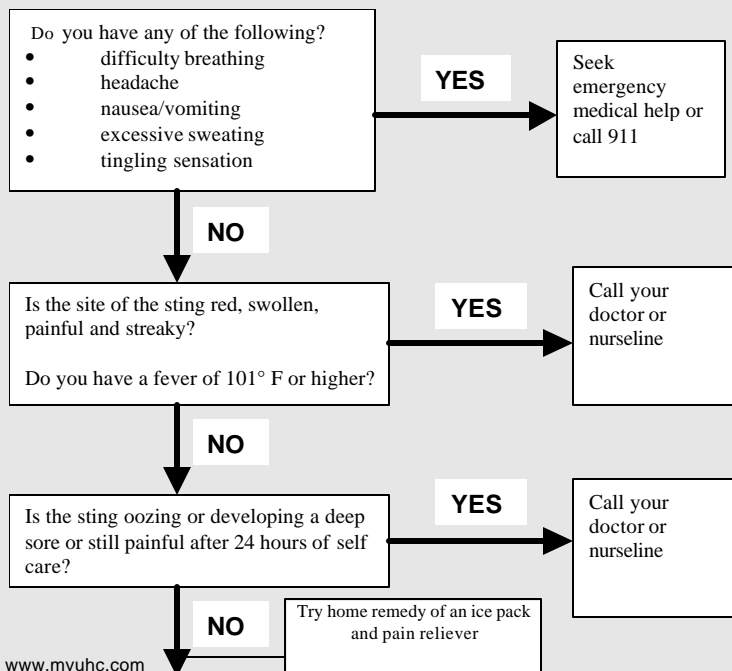 Do you have any of the following?
• difficulty breathing
• headache
• nausea/vomiting
• excessive sweating
• tingling sensation
YES
Seek
emergency
medical help or
call 911
NO
Is the site of the sting red, swollen,
painful and streaky?
Do you have a fever of 101° F or higher?
YES
Call your
doctor or
nurseline
NO
Is the sting oozing or developing a deep
sore or still painful after 24 hours of self
care?
YES
Call your
doctor or
nurseline
NO
Try home remedy of an ice pack
and pain reliever
www.myuhc.com